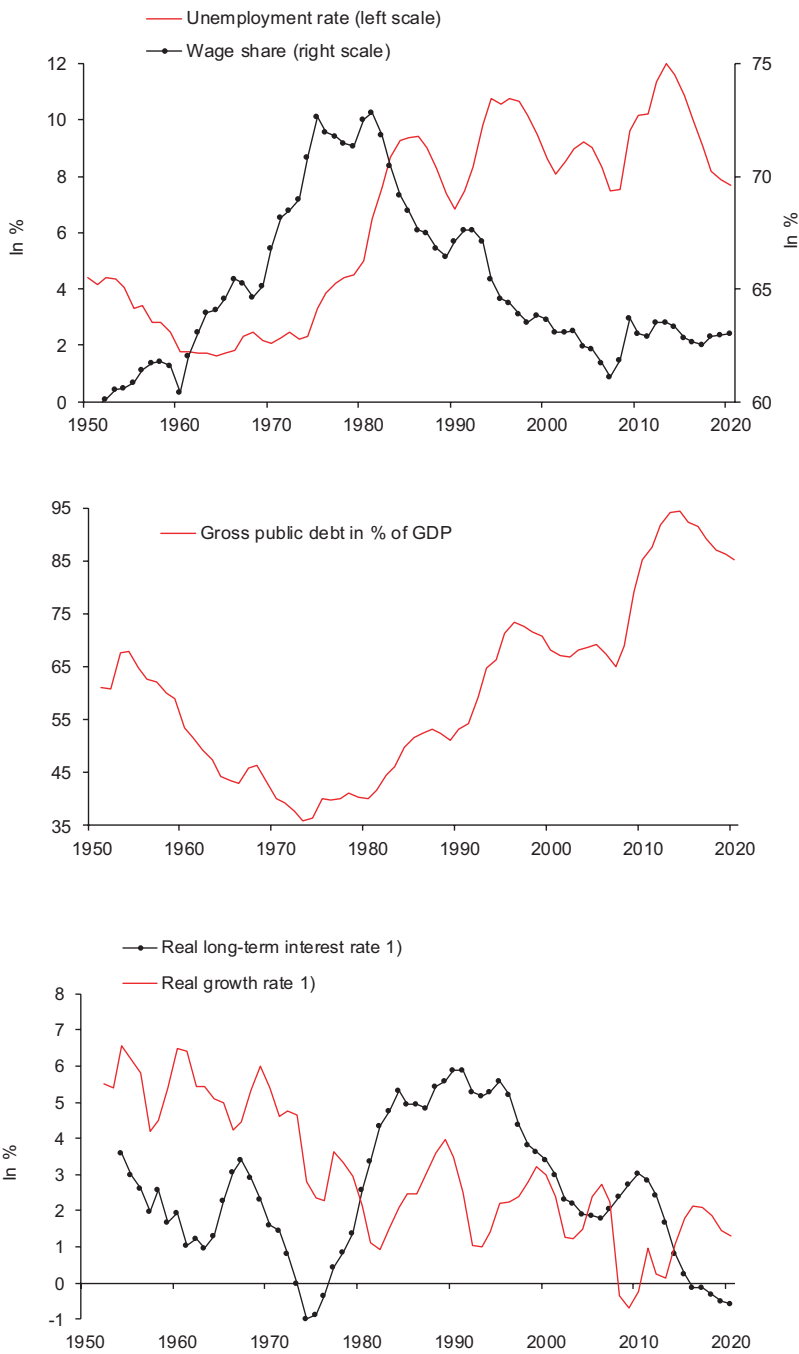 Unemployment rate (left scale)
Wage share (right scale)
12 75
10
70
8
In %
In %
6
65
4
2
0 60
1950 1960 1970 1980 1990 2000 2010 2020
95
Gross public debt in % of GDP
85
75
65
55
45
35
1950 1960 1970 1980 1990 2000 2010 2020
Real long-term interest rate 1)
Real growth rate 1)
8
7
6
5
4
In %
3
2
1
0
-1
1950 1960 1970 1980 1990 2000 2010 2020